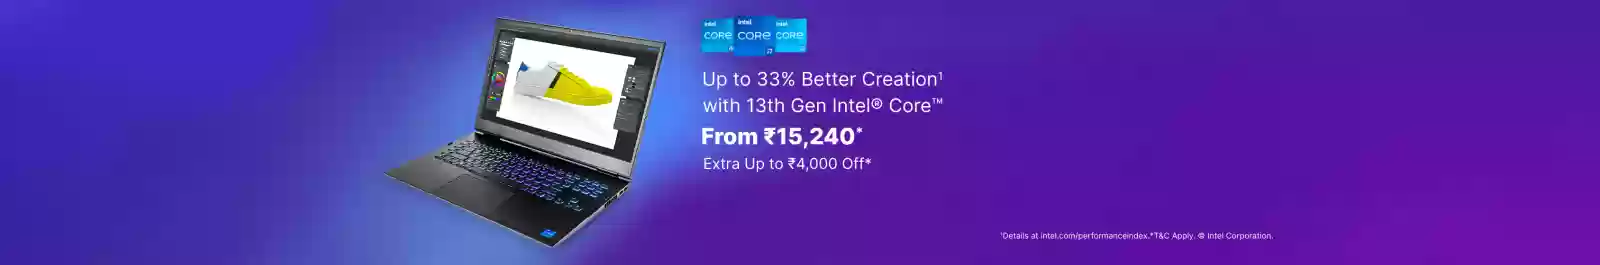 intel
CORE
intel
CORE
i7
intel
CORE
Up to 33% Better Creation¹
with 13th Gen Intel® Core™
From ₹15,240*
Extra Up to ₹4,000 Off*
¹Details at intel.com/performanceindex.*T&C Apply. © Intel Corporation.